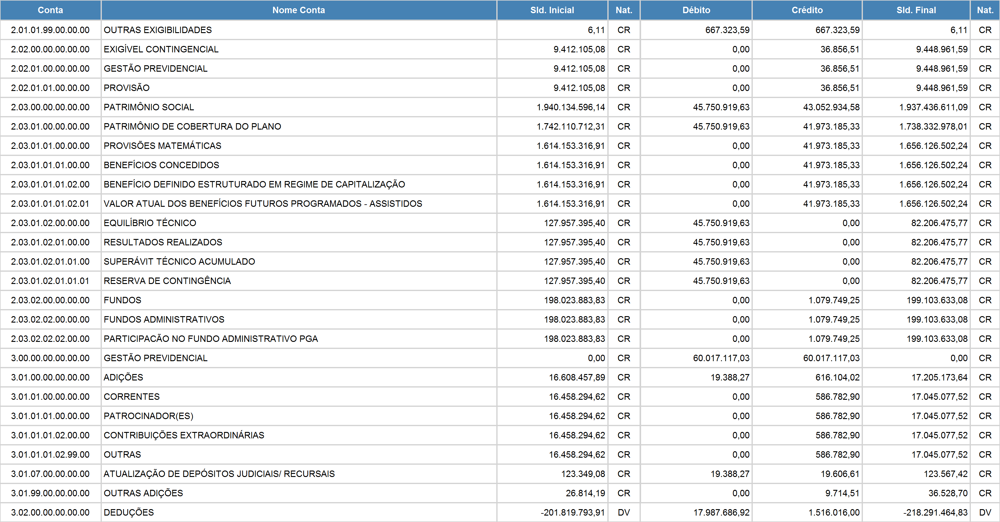 Conta Nome Conta Sld. Inicial Nat. Débito Crédito Sld. Final Nat.
2.01.01.99.00.00.00 OUTRAS EXIGIBILIDADES 6,11 CR 667.323,59 667.323,59 6,11 CR
2.02.00.00.00.00.00 EXIGÍVEL CONTINGENCIAL 9.412.105,08 CR 0,00 36.856,51 9.448.961,59 CR
2.02.01.00.00.00.00 GESTÃO PREVIDENCIAL 9.412.105,08 CR 0,00 36.856,51 9.448.961,59 CR
2.02.01.01.00.00.00 PROVISÃO 9.412.105,08 CR 0,00 36.856,51 9.448.961,59 CR
2.03.00.00.00.00.00 PATRIMÔNIO SOCIAL 1.940.134.596,14 CR 45.750.919,63 43.052.934,58 1.937.436.611,09 CR
2.03.01.00.00.00.00 PATRIMÔNIO DE COBERTURA DO PLANO 1.742.110.712,31 CR 45.750.919,63 41.973.185,33 1.738.332.978,01 CR
2.03.01.01.00.00.00 PROVISÕES MATEMÁTICAS 1.614.153.316,91 CR 0,00 41.973.185,33 1.656.126.502,24 CR
2.03.01.01.01.00.00 BENEFÍCIOS CONCEDIDOS 1.614.153.316,91 CR 0,00 41.973.185,33 1.656.126.502,24 CR
2.03.01.01.01.02.00 BENEFÍCIO DEFINIDO ESTRUTURADO EM REGIME DE CAPITALIZAÇÃO 1.614.153.316,91 CR 0,00 41.973.185,33 1.656.126.502,24 CR
2.03.01.01.01.02.01 VALOR ATUAL DOS BENEFÍCIOS FUTUROS PROGRAMADOS - ASSISTIDOS 1.614.153.316,91 CR 0,00 41.973.185,33 1.656.126.502,24 CR
2.03.01.02.00.00.00 EQUILÍBRIO TÉCNICO 127.957.395,40 CR 45.750.919,63 0,00 82.206.475,77 CR
2.03.01.02.01.00.00 RESULTADOS REALIZADOS 127.957.395,40 CR 45.750.919,63 0,00 82.206.475,77 CR
2.03.01.02.01.01.00 SUPERÁVIT TÉCNICO ACUMULADO 127.957.395,40 CR 45.750.919,63 0,00 82.206.475,77 CR
2.03.01.02.01.01.01 RESERVA DE CONTINGÊNCIA 127.957.395,40 CR 45.750.919,63 0,00 82.206.475,77 CR
2.03.02.00.00.00.00 FUNDOS 198.023.883,83 CR 0,00 1.079.749,25 199.103.633,08 CR
2.03.02.02.00.00.00 FUNDOS ADMINISTRATIVOS 198.023.883,83 CR 0,00 1.079.749,25 199.103.633,08 CR
2.03.02.02.02.00.00 PARTICIPACÃO NO FUNDO ADMINISTRATIVO PGA 198.023.883,83 CR 0,00 1.079.749,25 199.103.633,08 CR
3.00.00.00.00.00.00 GESTÃO PREVIDENCIAL 0,00 CR 60.017.117,03 60.017.117,03 0,00 CR
3.01.00.00.00.00.00 ADIÇÕES 16.608.457,89 CR 19.388,27 616.104,02 17.205.173,64 CR
3.01.01.00.00.00.00 CORRENTES 16.458.294,62 CR 0,00 586.782,90 17.045.077,52 CR
3.01.01.01.00.00.00 PATROCINADOR(ES) 16.458.294,62 CR 0,00 586.782,90 17.045.077,52 CR
3.01.01.01.02.00.00 CONTRIBUIÇÕES EXTRAORDINÁRIAS 16.458.294,62 CR 0,00 586.782,90 17.045.077,52 CR
3.01.01.01.02.99.00 OUTRAS 16.458.294,62 CR 0,00 586.782,90 17.045.077,52 CR
3.01.07.00.00.00.00 ATUALIZAÇÃO DE DEPÓSITOS JUDICIAIS/ RECURSAIS 123.349,08 CR 19.388,27 19.606,61 123.567,42 CR
3.01.99.00.00.00.00 OUTRAS ADIÇÕES 26.814,19 CR 0,00 9.714,51 36.528,70 CR
3.02.00.00.00.00.00 DEDUÇÕES -201.819.793,91 DV 17.987.686,92 1.516.016,00 -218.291.464,83 DV